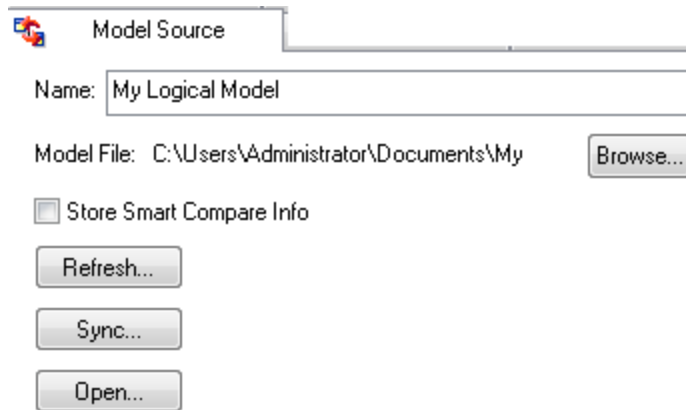 Model Source
Name: My Logical Model
Model File: C:\Users\Administrator\Documents\My Browse...
Store Smart Compare Info
Refresh...
Sync...
Open...